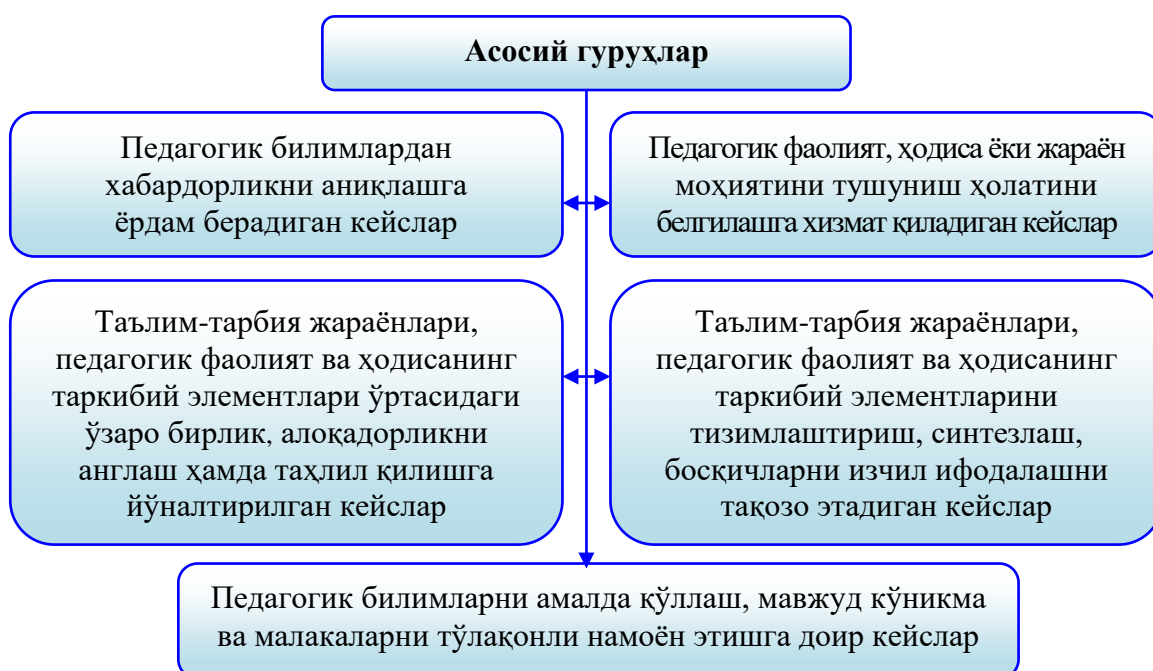 Асосий гуруҳлар
Педагогик билимлардан
хабардорликни аниқлашга
ёрдам берадиган кейслар
Педагогик фаолият, ҳодиса ёки жараён
моҳиятини тушуниш ҳолатини
белгилашга хизмат қиладиган кейслар
Таълим-тарбия жараёнлари,
педагогик фаолият ва ҳодисанинг
таркибий элементлари ўртасидаги
ўзаро бирлик, алоқадорликни
англаш ҳамда таҳлил қилишга
йўналтирилган кейслар
Таълим-тарбия жараёнлари,
педагогик фаолият ва ҳодисанинг
таркибий элементларини
тизимлаштириш, синтезлаш,
босқичларни изчил ифодалашни
тақозо этадиган кейслар
Педагогик билимларни амалда қўллаш, мавжуд кўникма
ва малакаларни тўлақонли намоён этишга доир кейслар